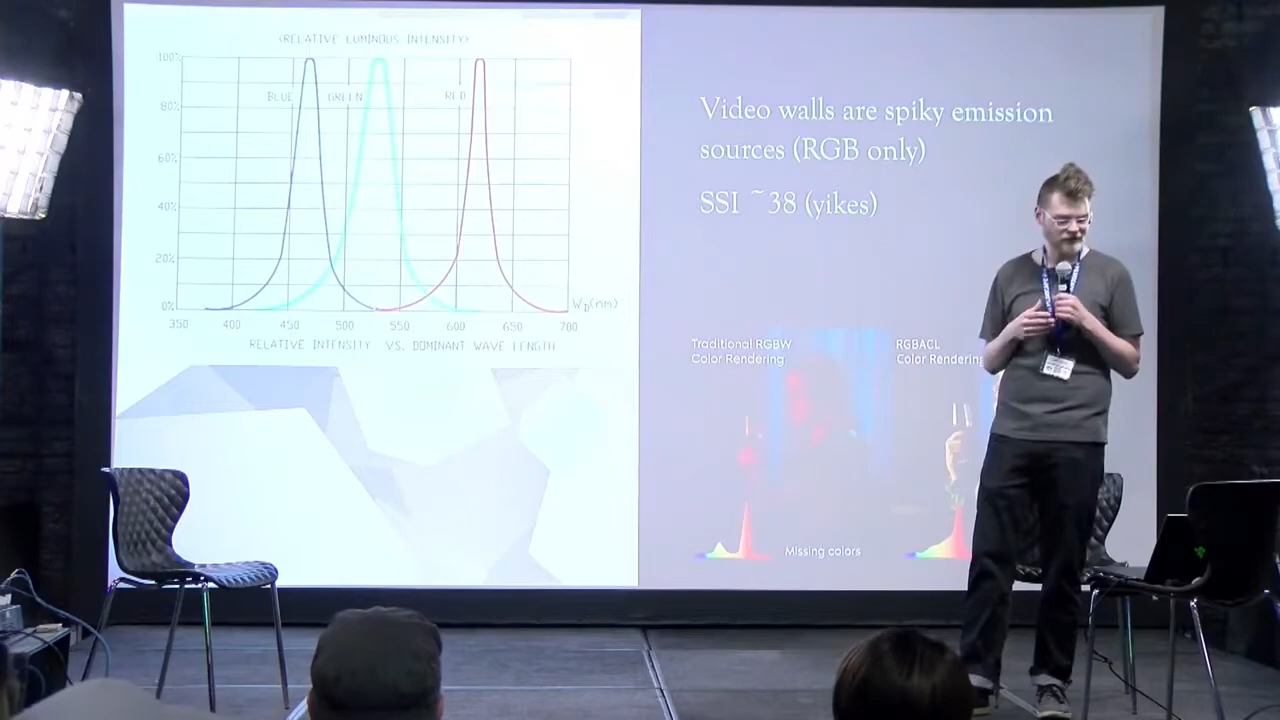 (RELATIVE LUMINOUS INTENSITY)
100%
80%
60%
40%
20%
0%
BLUE
GREEN
RED
350
400
450
500
550
600
650
700
W_D(nm)
RELATIVE INTENSITY VS. DOMINANT WAVE LENGTH
Video walls are spiky emission
sources (RGB only)
SSI ~38 (yikes)
Traditional RGBW
Color Rendering
RGBACL
Color Rendering
Missing colors